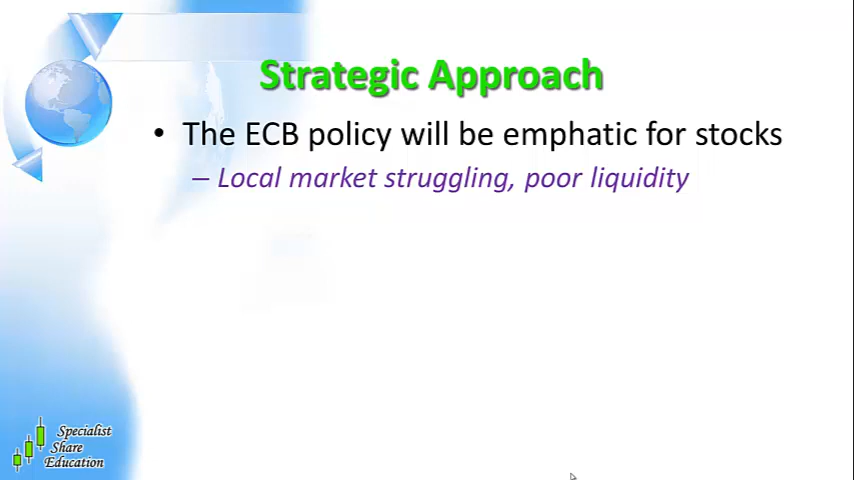 Strategic Approach
• The ECB policy will be emphatic for stocks
– Local market struggling, poor liquidity
Specialist
Share
Education